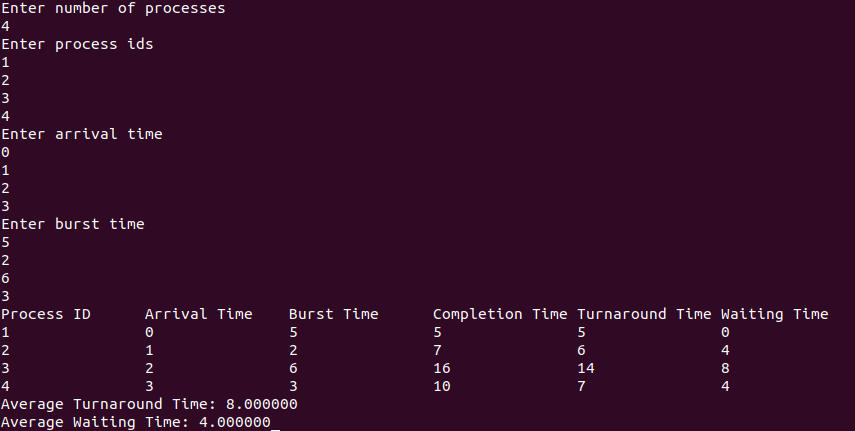 Enter number of processes
4
Enter process ids
1
2
3
4
Enter arrival time
0
1
2
3
Enter burst time
5
2
6
3
Process ID Arrival Time Burst Time Completion Time Turnaround Time Waiting Time
1 0 5 5 5 0
2 1 2 7 6 4
3 2 6 16 14 8
4 3 3 10 7 4
Average Turnaround Time: 8.000000
Average Waiting Time: 4.000000